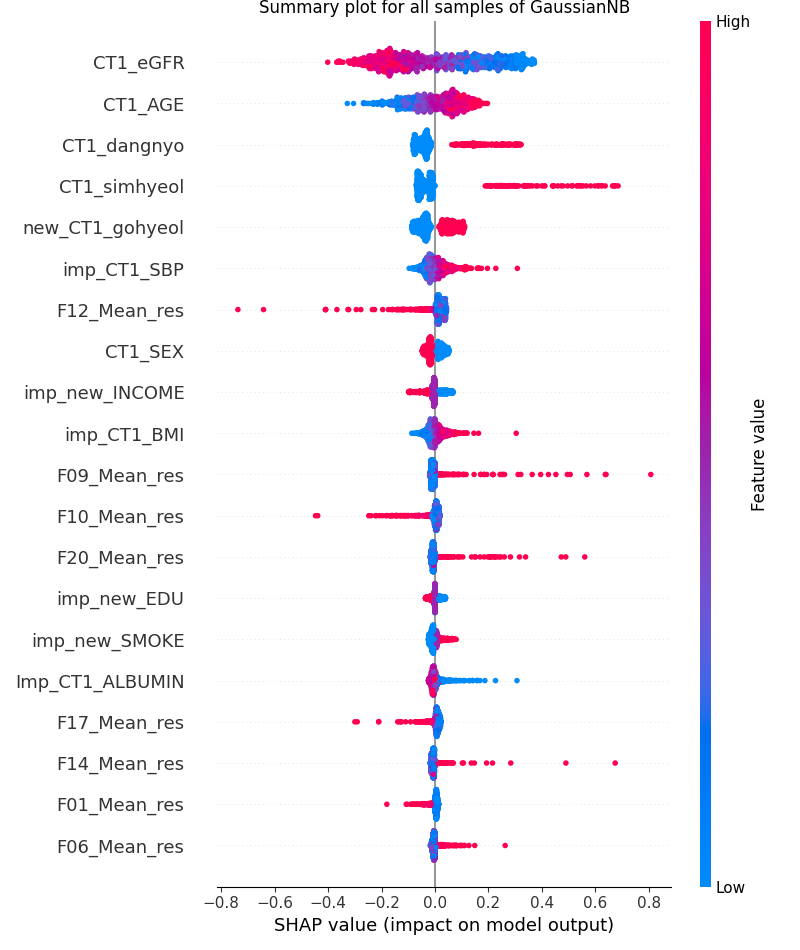 Summary plot for all samples of GaussianNB
High
CT1_eGFR
CT1_AGE
CT1_dangnyo
CT1_simhyeol
new_CT1_gohyeol
imp_CT1_SBP
F12_Mean_res
CT1_SEX
imp_new_INCOME
imp_CT1_BMI
F09_Mean_res
F10_Mean_res
F20_Mean_res
imp_new_EDU
imp_new_SMOKE
Imp_CT1_ALBUMIN
F17_Mean_res
F14_Mean_res
F01_Mean_res
F06_Mean_res
Feature value
Low
−0.8 −0.6 −0.4 −0.2 0.0 0.2 0.4 0.6 0.8
SHAP value (impact on model output)